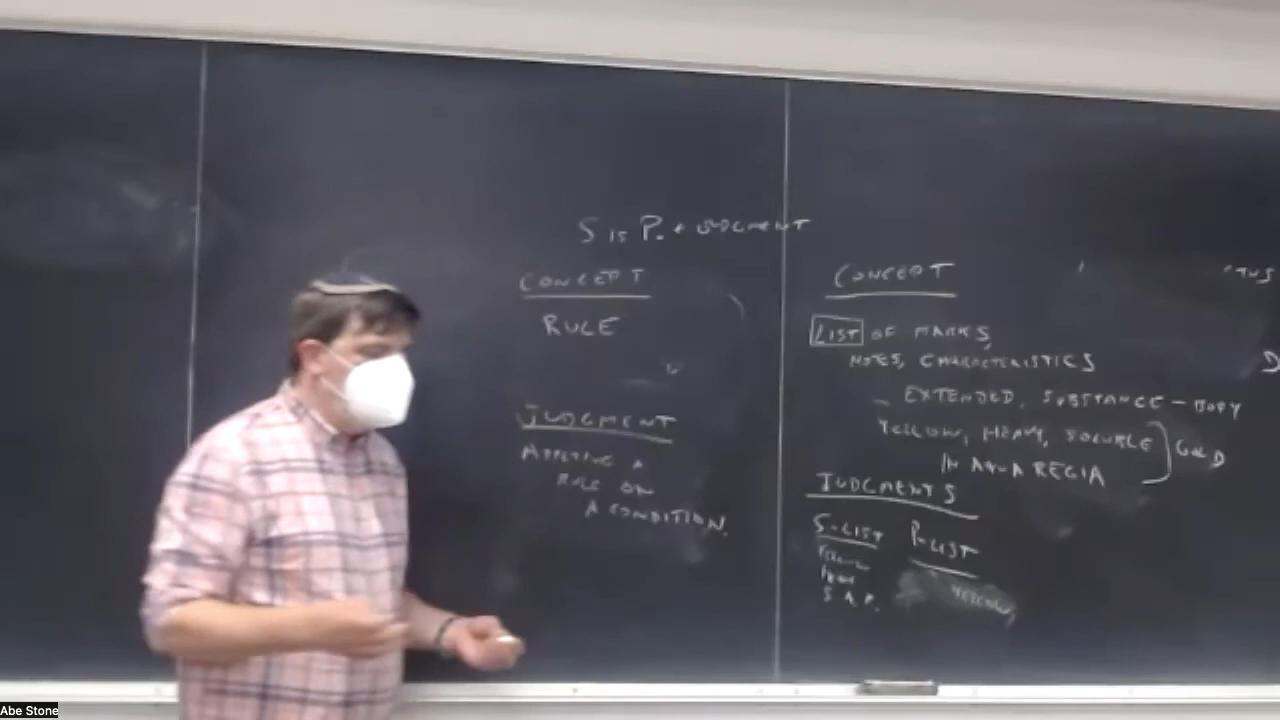 S IS P. + JUDGMENT
CONCEPT
RULE
JUDGMENT
APPLYING A
RULE ON
A CONDITION.
CONCEPT
LIST OF MARKS,
NOTES, CHARACTERISTICS
- EXTENDED, SUBSTANCE - BODY
YELLOW, HEAVY, SOLUBLE
IN AQUA REGIA
GOLD
JUDGMENTS
S-LIST P-LIST
YELLOW
HEAVY
S. A. R.
YELLOW,
Abe Stone